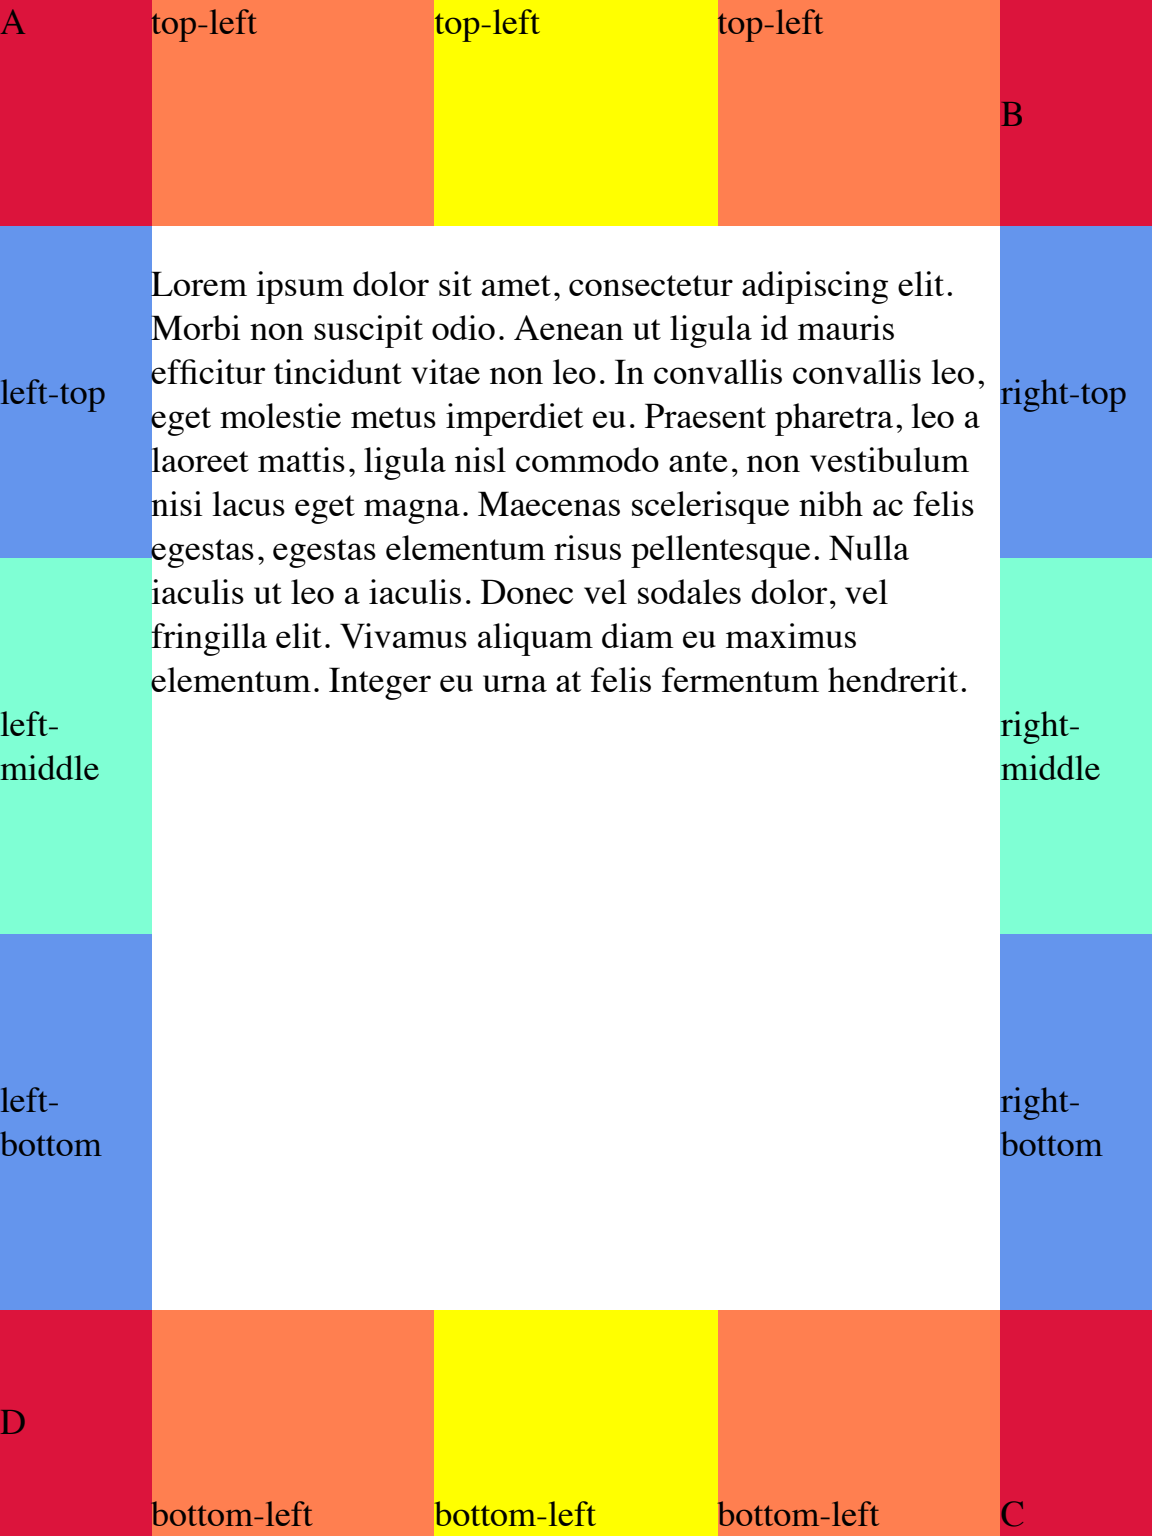 A
top-left
top-left
top-left
B
Lorem ipsum dolor sit amet, consectetur adipiscing elit.
Morbi non suscipit odio. Aenean ut ligula id mauris
efficitur tincidunt vitae non leo. In convallis convallis leo,
eget molestie metus imperdiet eu. Praesent pharetra, leo a
laoreet mattis, ligula nisl commodo ante, non vestibulum
nisi lacus eget magna. Maecenas scelerisque nibh ac felis
egestas, egestas elementum risus pellentesque. Nulla
iaculis ut leo a iaculis. Donec vel sodales dolor, vel
fringilla elit. Vivamus aliquam diam eu maximus
elementum. Integer eu urna at felis fermentum hendrerit.
left-top
right-top
left-
middle
right-
middle
left-
bottom
right-
bottom
D
bottom-left
bottom-left
bottom-left
C